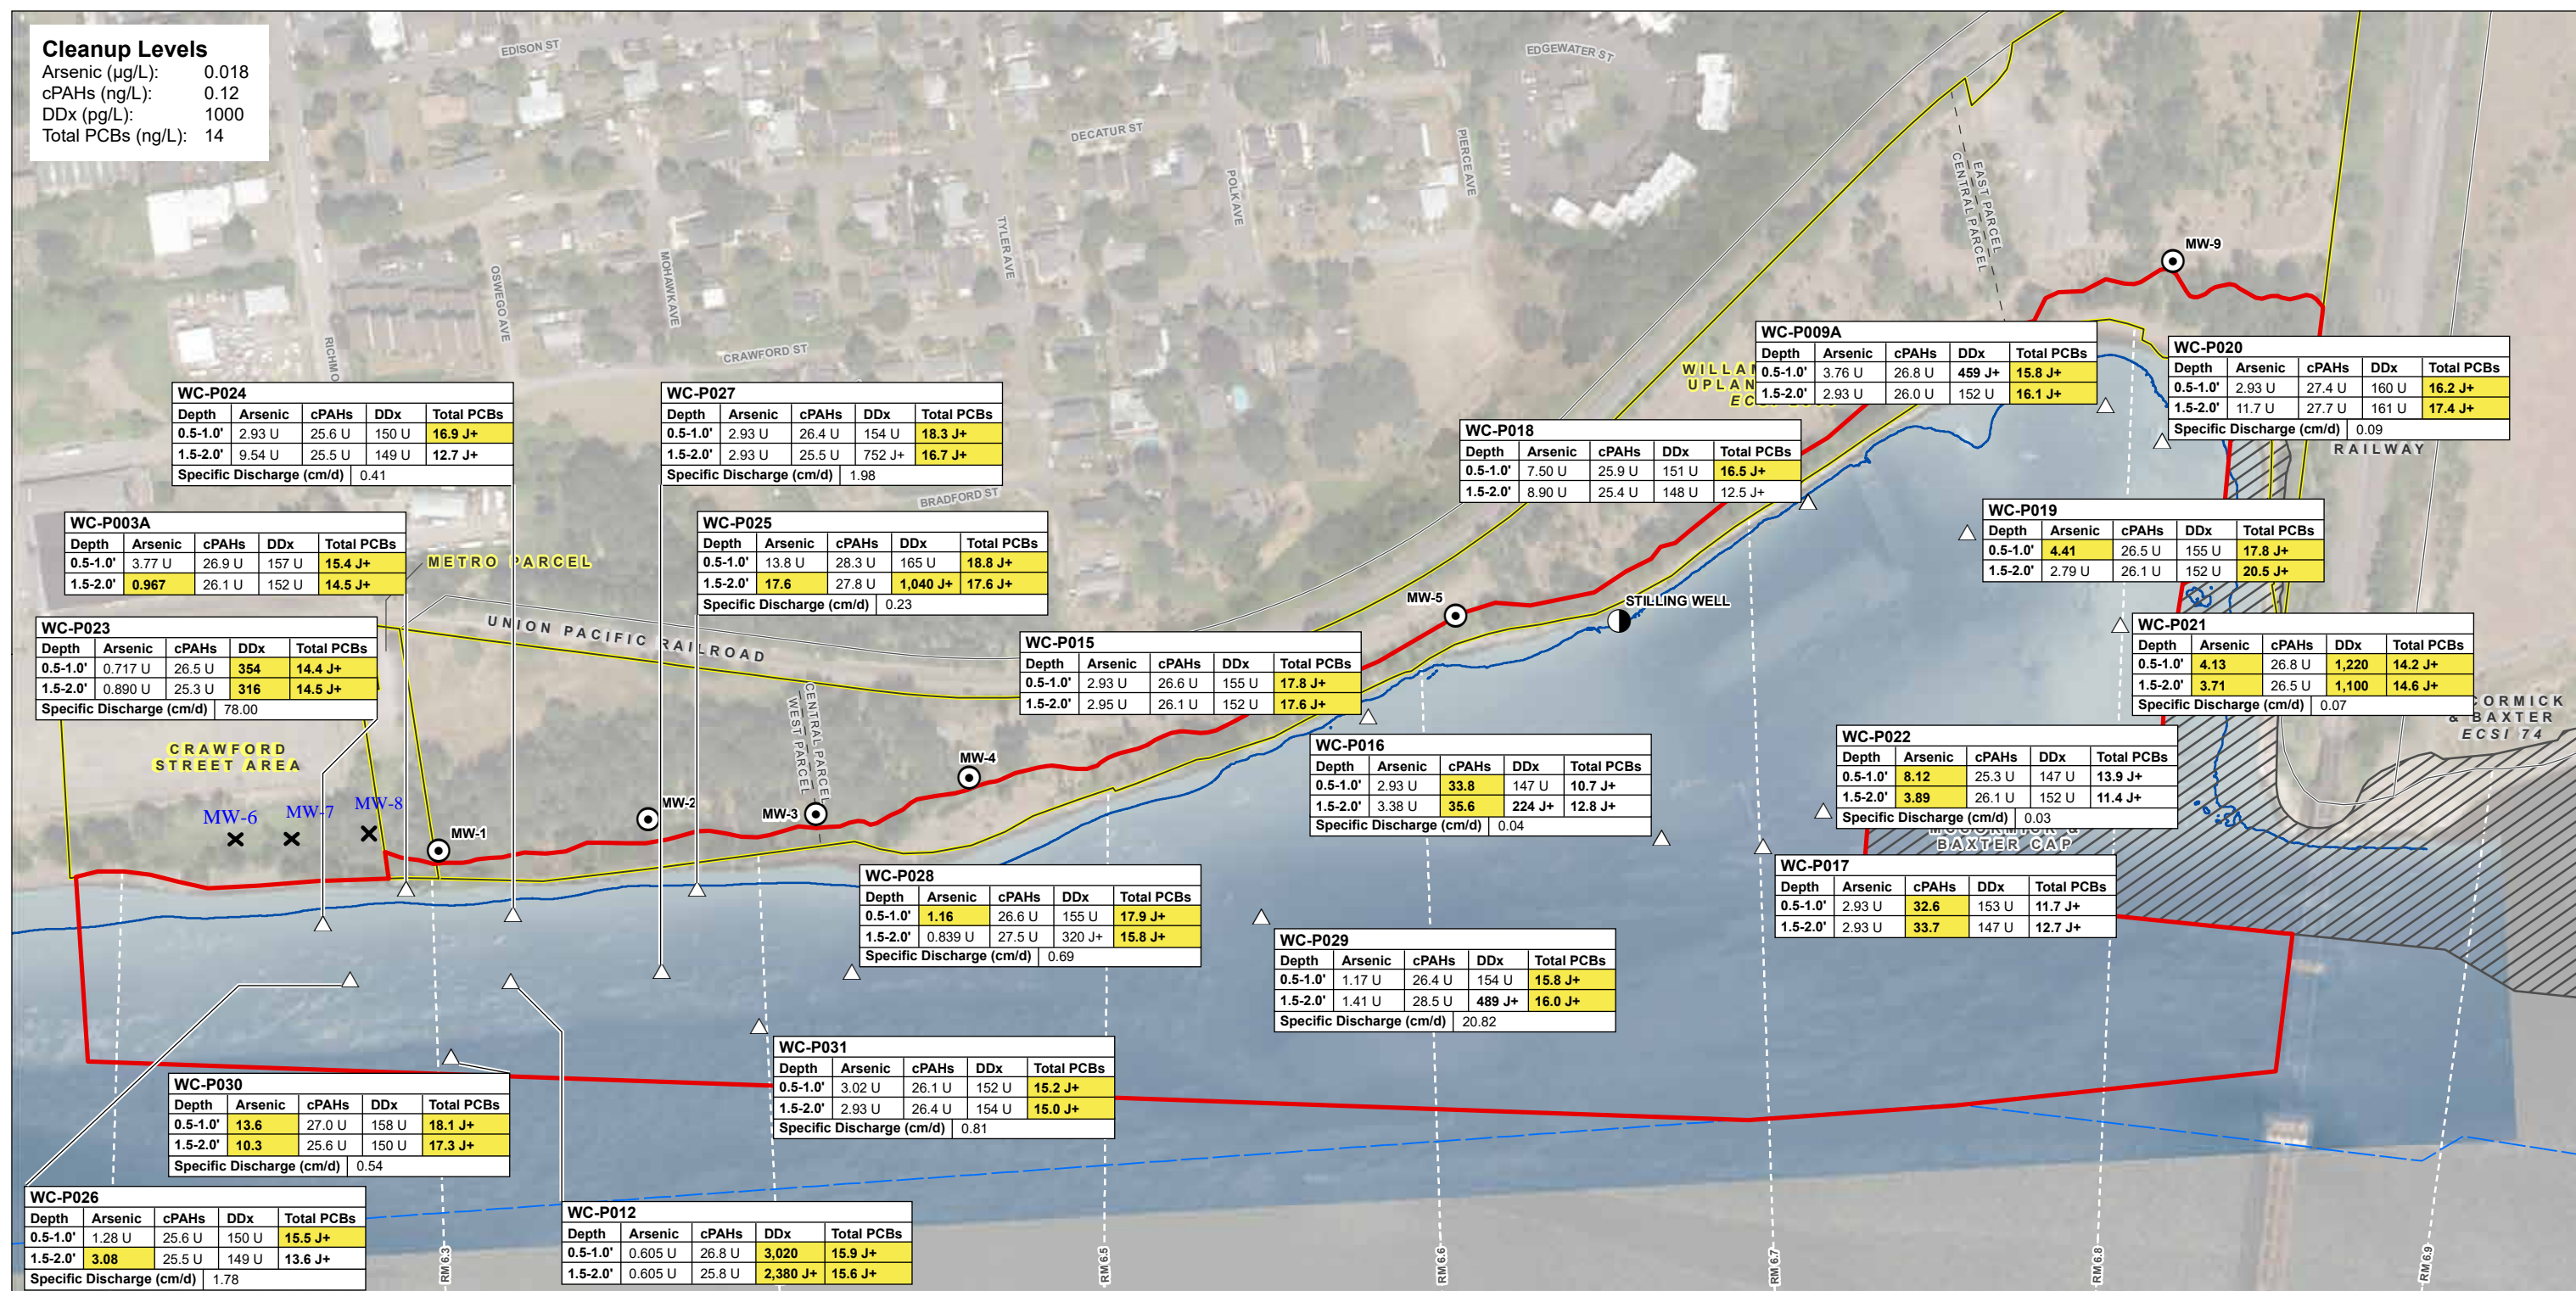 Cleanup Levels
Arsenic (µg/L): 0.018
cPAHs (ng/L): 0.12
DDx (pg/L): 1000
Total PCBs (ng/L): 14
EDISON ST
EDGEWATER ST
DECATUR ST
PIERCE AVE
POLK AVE
TYLER AVE
MOHAWK AVE
OSWEGO AVE
CRAWFORD ST
BRADFORD ST
EAST PARCEL
CENTRAL PARCEL
MW-9
WC-P009A
Depth Arsenic cPAHs DDx Total PCBs
0.5-1.0' 3.76 U 26.8 U 459 J+ 15.8 J+
1.5-2.0' 2.93 U 26.0 U 152 U 16.1 J+
WC-P020
Depth Arsenic cPAHs DDx Total PCBs
0.5-1.0' 2.93 U 27.4 U 160 U 16.2 J+
1.5-2.0' 11.7 U 27.7 U 161 U 17.4 J+
Specific Discharge (cm/d) 0.09
RAILWAY
WC-P024
Depth Arsenic cPAHs DDx Total PCBs
0.5-1.0' 2.93 U 25.6 U 150 U 16.9 J+
1.5-2.0' 9.54 U 25.5 U 149 U 12.7 J+
Specific Discharge (cm/d) 0.41
WC-P027
Depth Arsenic cPAHs DDx Total PCBs
0.5-1.0' 2.93 U 26.4 U 154 U 18.3 J+
1.5-2.0' 2.93 U 25.5 U 752 J+ 16.7 J+
Specific Discharge (cm/d) 1.98
WC-P018
Depth Arsenic cPAHs DDx Total PCBs
0.5-1.0' 7.50 U 25.9 U 151 U 16.5 J+
1.5-2.0' 8.90 U 25.4 U 148 U 12.5 J+
WC-P003A
Depth Arsenic cPAHs DDx Total PCBs
0.5-1.0' 3.77 U 26.9 U 157 U 15.4 J+
1.5-2.0' 0.967 26.1 U 152 U 14.5 J+
METRO PARCEL
WC-P025
Depth Arsenic cPAHs DDx Total PCBs
0.5-1.0' 13.8 U 28.3 U 165 U 18.8 J+
1.5-2.0' 17.6 27.8 U 1,040 J+ 17.6 J+
Specific Discharge (cm/d) 0.23
WC-P019
Depth Arsenic cPAHs DDx Total PCBs
0.5-1.0' 4.41 26.5 U 155 U 17.8 J+
1.5-2.0' 2.79 U 26.1 U 152 U 20.5 J+
WC-P023
Depth Arsenic cPAHs DDx Total PCBs
0.5-1.0' 0.717 U 26.5 U 354 14.4 J+
1.5-2.0' 0.890 U 25.3 U 316 14.5 J+
Specific Discharge (cm/d) 78.00
UNION PACIFIC RAILROAD
MW-5
STILLING WELL
WC-P015
Depth Arsenic cPAHs DDx Total PCBs
0.5-1.0' 2.93 U 26.6 U 155 U 17.8 J+
1.5-2.0' 2.95 U 26.1 U 152 U 17.6 J+
WC-P021
Depth Arsenic cPAHs DDx Total PCBs
0.5-1.0' 4.13 26.8 U 1,220 14.2 J+
1.5-2.0' 3.71 26.5 U 1,100 14.6 J+
Specific Discharge (cm/d) 0.07
& BAXTER
ECSI 74
CRAWFORD
STREET AREA
CENTRAL PARCEL
WEST PARCEL
WC-P016
Depth Arsenic cPAHs DDx Total PCBs
0.5-1.0' 2.93 U 33.8 147 U 10.7 J+
1.5-2.0' 3.38 U 35.6 224 J+ 12.8 J+
Specific Discharge (cm/d) 0.04
WC-P022
Depth Arsenic cPAHs DDx Total PCBs
0.5-1.0' 8.12 25.3 U 147 U 13.9 J+
1.5-2.0' 3.89 26.1 U 152 U 11.4 J+
Specific Discharge (cm/d) 0.03
BAXTER CAP
MW-4
MW-6
MW-7
MW-8
MW-2
MW-3
MW-1
WC-P017
Depth Arsenic cPAHs DDx Total PCBs
0.5-1.0' 2.93 U 32.6 153 U 11.7 J+
1.5-2.0' 2.93 U 33.7 147 U 12.7 J+
WC-P028
Depth Arsenic cPAHs DDx Total PCBs
0.5-1.0' 1.16 26.6 U 155 U 17.9 J+
1.5-2.0' 0.839 U 27.5 U 320 J+ 15.8 J+
Specific Discharge (cm/d) 0.69
WC-P029
Depth Arsenic cPAHs DDx Total PCBs
0.5-1.0' 1.17 U 26.4 U 154 U 15.8 J+
1.5-2.0' 1.41 U 28.5 U 489 J+ 16.0 J+
Specific Discharge (cm/d) 20.82
WC-P031
Depth Arsenic cPAHs DDx Total PCBs
0.5-1.0' 3.02 U 26.1 U 152 U 15.2 J+
1.5-2.0' 2.93 U 26.4 U 154 U 15.0 J+
Specific Discharge (cm/d) 0.81
WC-P030
Depth Arsenic cPAHs DDx Total PCBs
0.5-1.0' 13.6 27.0 U 158 U 18.1 J+
1.5-2.0' 10.3 25.6 U 150 U 17.3 J+
Specific Discharge (cm/d) 0.54
WC-P026
Depth Arsenic cPAHs DDx Total PCBs
0.5-1.0' 1.28 U 25.6 U 150 U 15.5 J+
1.5-2.0' 3.08 25.5 U 149 U 13.6 J+
Specific Discharge (cm/d) 1.78
WC-P012
Depth Arsenic cPAHs DDx Total PCBs
0.5-1.0' 0.605 U 26.8 U 3,020 15.9 J+
1.5-2.0' 0.605 U 25.8 U 2,380 J+ 15.6 J+
RM 6.3
RM 6.5
RM 6.6
RM 6.7
RM 6.8
RM 6.9